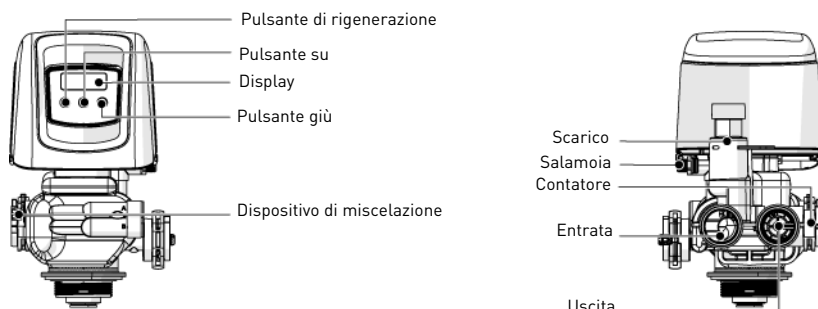 Pulsante di rigenerazione
Pulsante su
Display
Pulsante giù
Dispositivo di miscelazione
Scarico
Salamoia
Contatore
Entrata
Uscita